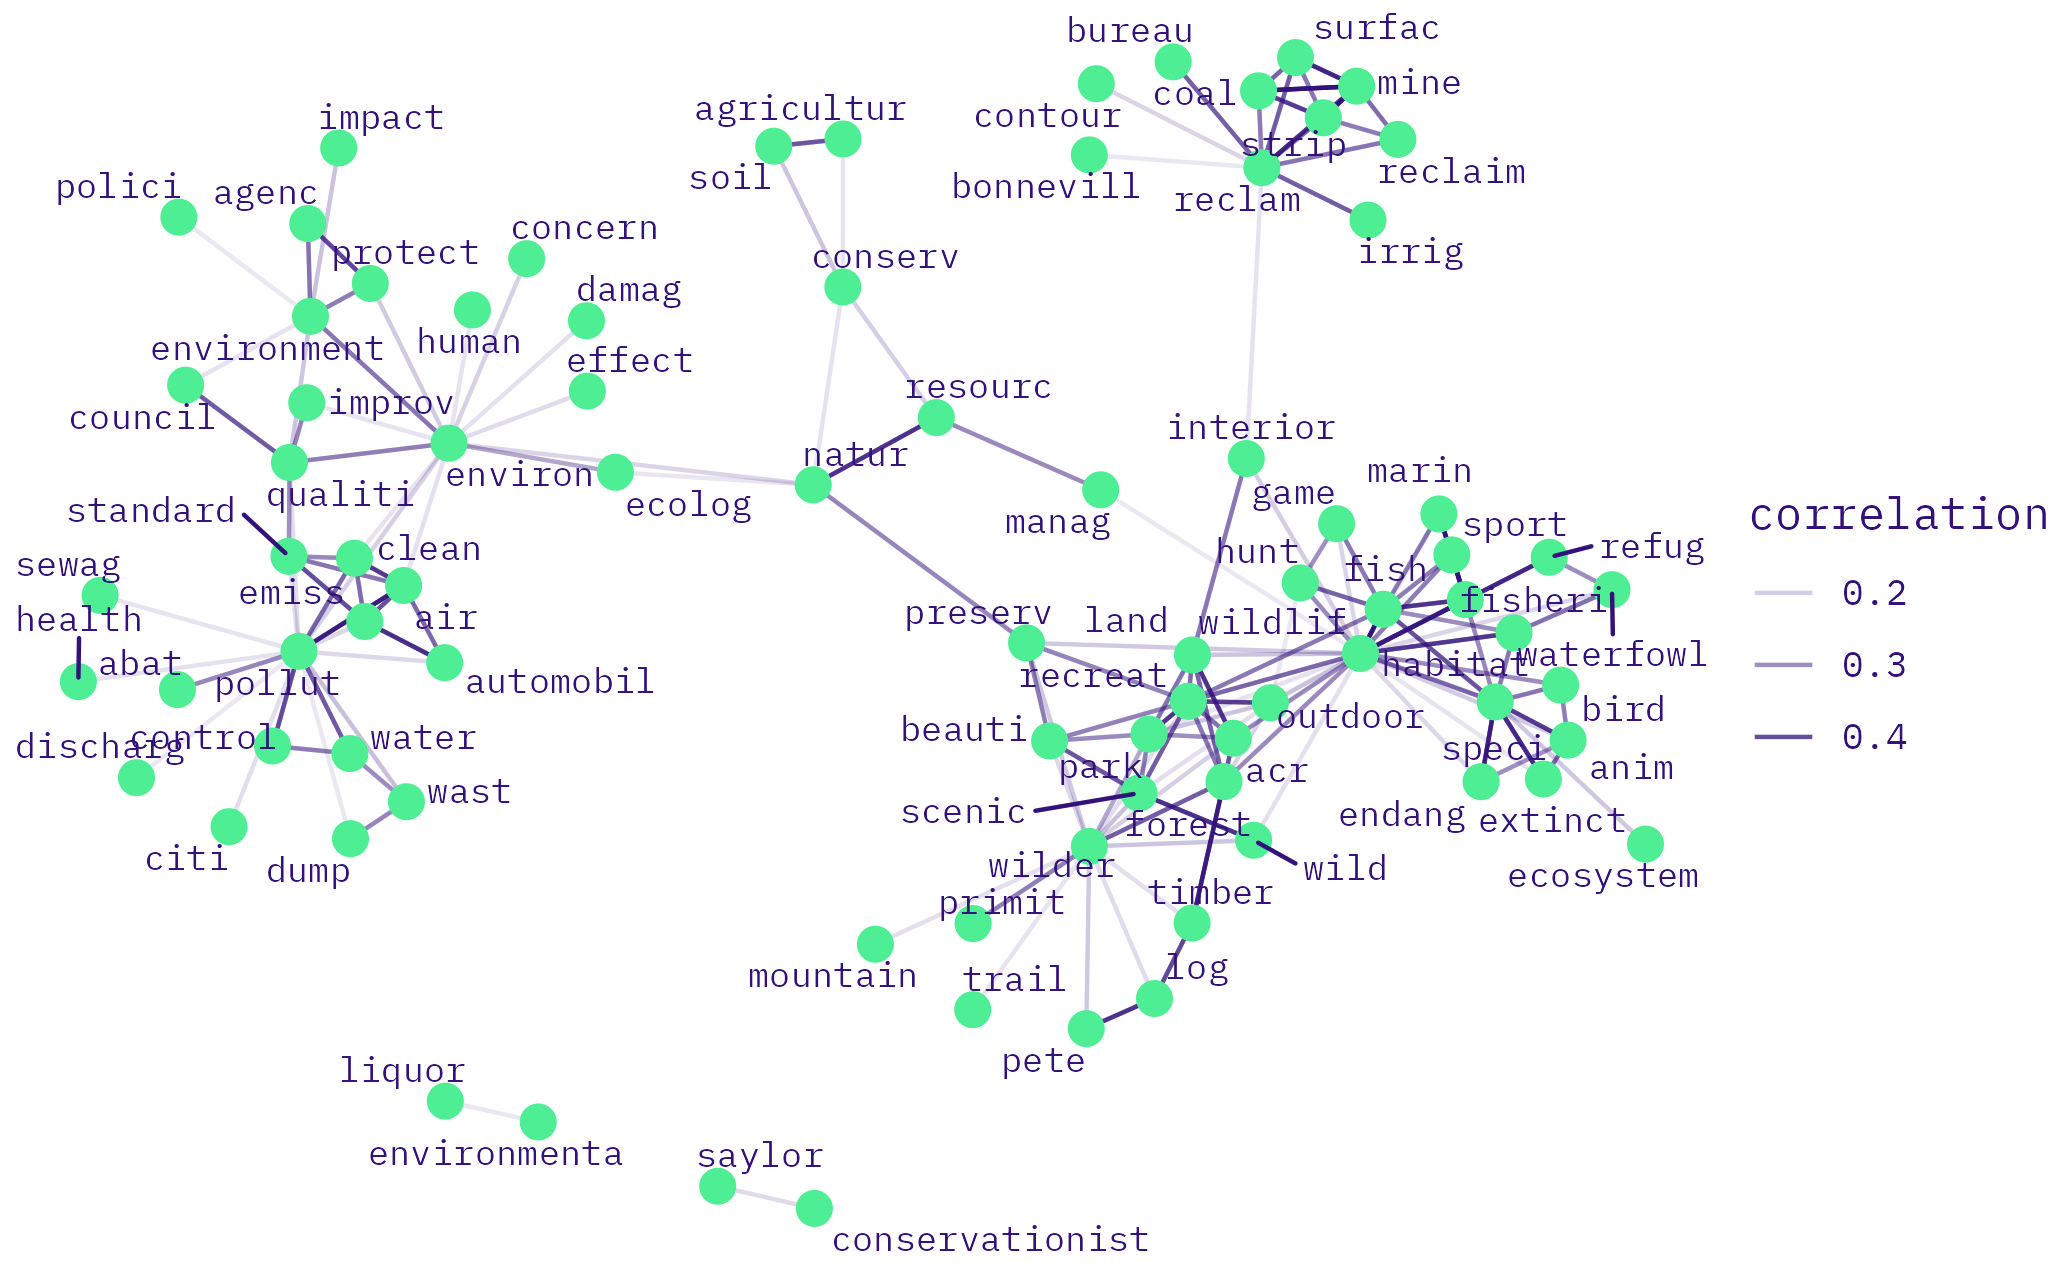 bureau
surfac
coal
mine
contour
strip
reclaim
bonnevill
reclam
irrig
agricultur
soil
conserv
impact
polici
agenc
protect
concern
damag
human
environment
effect
council
improv
resourc
natur
environ
qualiti
ecolog
manag
interior
game
marin
sport
refug
hunt
fish
fisheri
waterfowl
habitat
standard
clean
sewag
emiss
air
health
abat
pollut
automobil
discharg
control
water
wast
citi
dump
preserv
land
wildlif
recreat
outdoor
beauti
park
acr
scenic
forest
wilder
wild
primit
timber
mountain
trail
log
pete
bird
speci
anim
endang
extinct
ecosystem
liquor
environmenta
saylor
conservationist
correlation
0.2
0.3
0.4